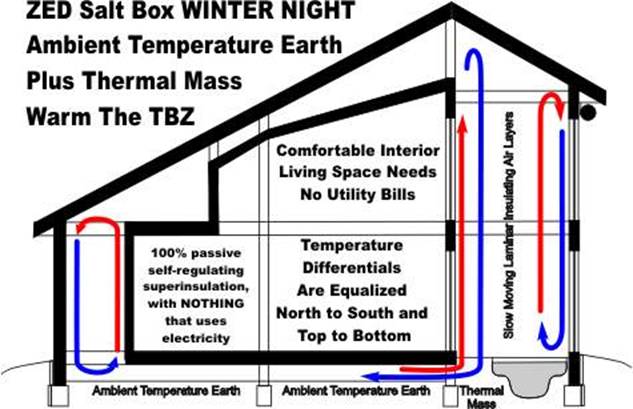 ZED Salt Box WINTER NIGHT
Ambient Temperature Earth
Plus Thermal Mass
Warm The TBZ
Comfortable Interior
Living Space Needs
No Utility Bills
100% passive
self-regulating
superinsulation,
with NOTHING
that uses
electricity
Temperature
Differentials
Are Equalized
North to South and
Top to Bottom
Slow Moving Laminar Insulating Air Layers
Ambient Temperature Earth
Ambient Temperature Earth
Thermal
Mass